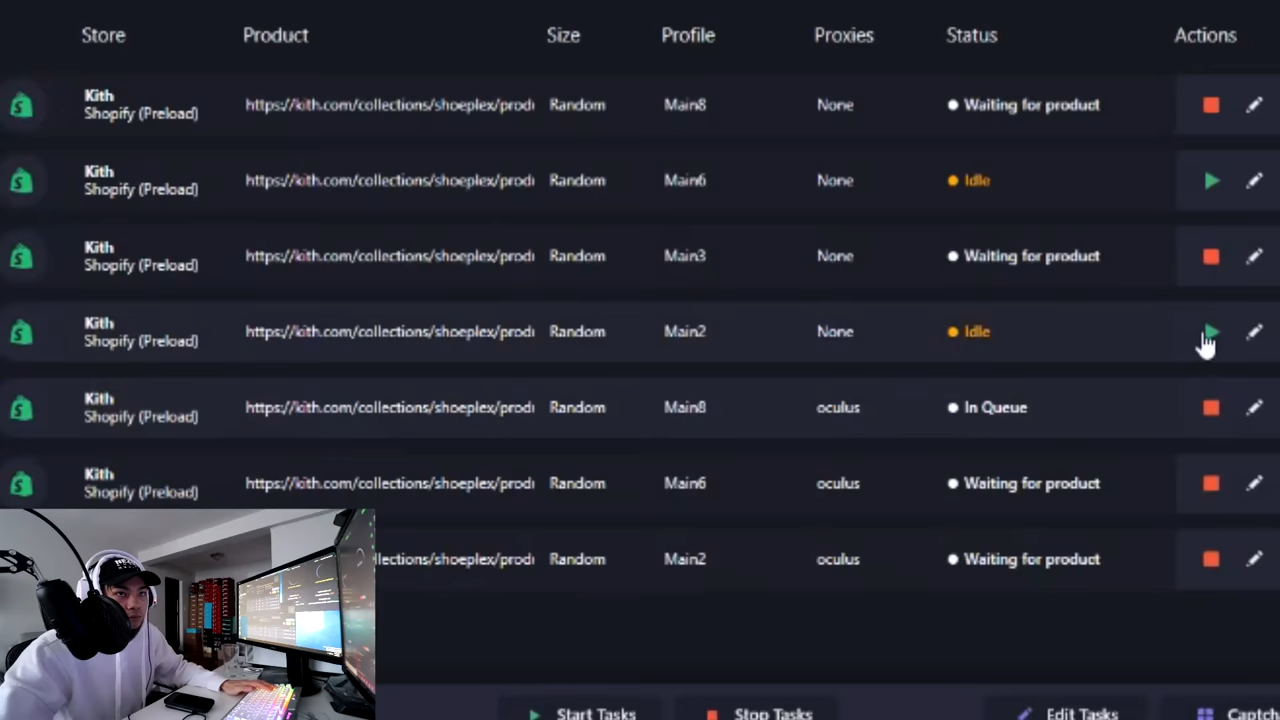 Store Product Size Profile Proxies Status Actions
Kith
Shopify (Preload) https://kith.com/collections/shoeplex/prod Random Main8 None Waiting for product
Kith
Shopify (Preload) https://kith.com/collections/shoeplex/prod Random Main6 None Idle
Kith
Shopify (Preload) https://kith.com/collections/shoeplex/prod Random Main3 None Waiting for product
Kith
Shopify (Preload) https://kith.com/collections/shoeplex/prod Random Main2 None Idle
Kith
Shopify (Preload) https://kith.com/collections/shoeplex/prod Random Main8 oculus In Queue
Kith
Shopify (Preload) https://kith.com/collections/shoeplex/prod Random Main6 oculus Waiting for product
llections/shoeplex/prod Random Main2 oculus Waiting for product
Start Tasks Stop Tasks Edit Tasks Captch